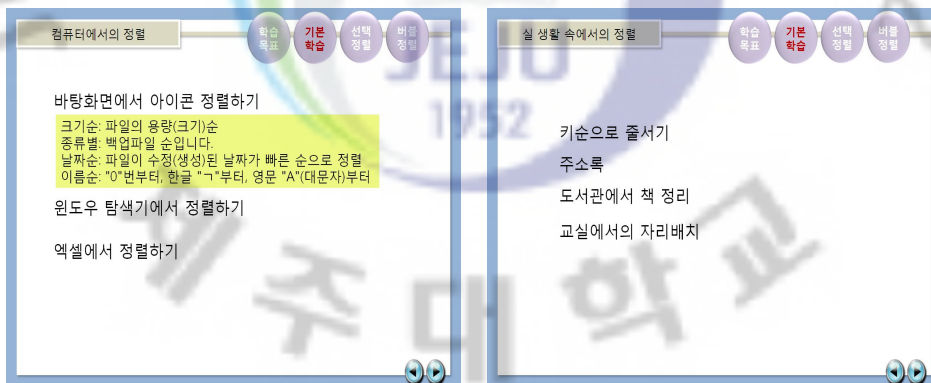 컴퓨터에서의 정렬
학습 목표
기본 학습
선택 정렬
버블 정렬
바탕화면에서 아이콘 정렬하기
크기순: 파일의 용량(크기)순
종류별: 백업파일 순입니다.
날짜순: 파일이 수정(생성)된 날짜가 빠른 순으로 정렬
이름순: "0"번부터, 한글 "ㄱ"부터, 영문 "A"(대문자)부터
윈도우 탐색기에서 정렬하기
엑셀에서 정렬하기
실 생활 속에서의 정렬
학습 목표
기본 학습
선택 정렬
버블 정렬
키순으로 줄서기
주소록
도서관에서 책 정리
교실에서의 자리배치
JEJU
1952
제주대학교